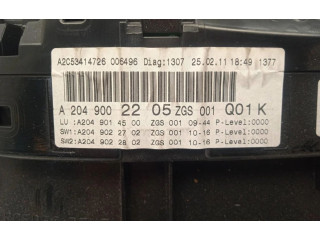 A2C53414726 006496 Diag:1307 25.02.11 18:49 1377
A 204 900 22 05 ZGS 001 Q01 K
LU :A204 901 45 00 ZGS 001 09-44 P-Level:0000
SW1:A204 902 27 02 ZGS 001 10-16 P-Level:0000
SW2:A204 902 28 02 ZGS 001 10-16 P-Level:0000